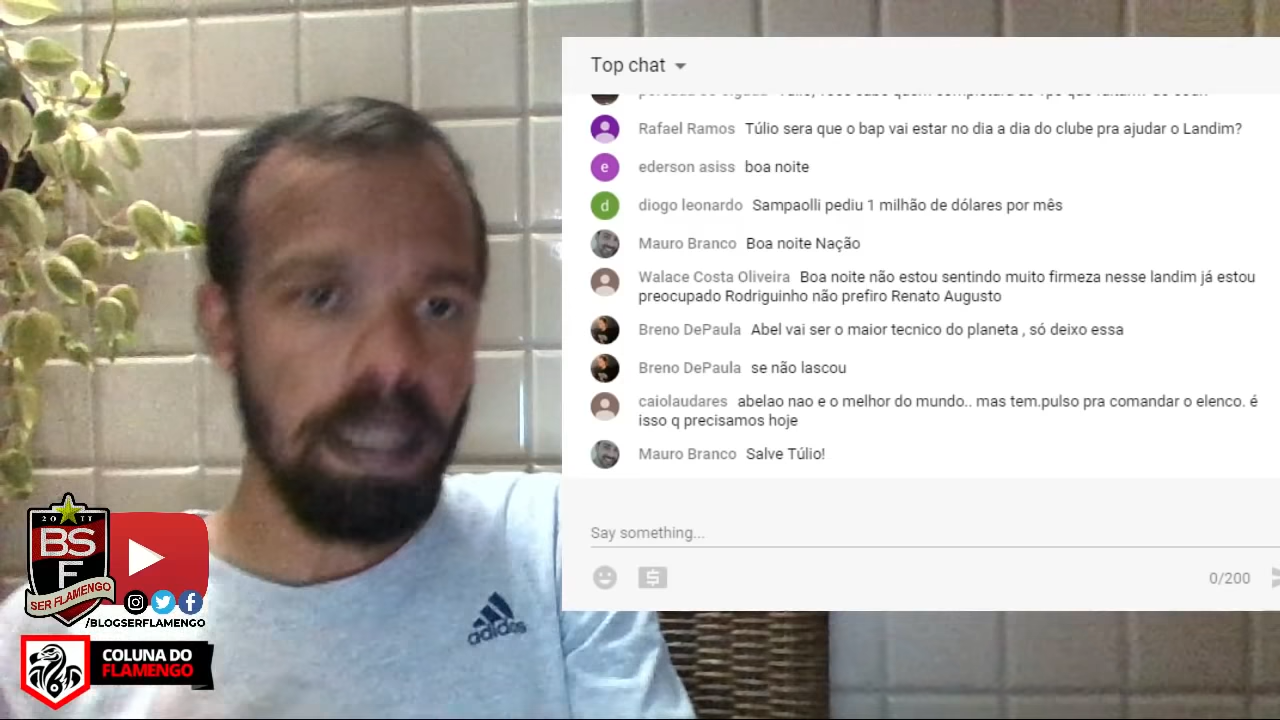 Top chat
Rafael Ramos Túlio sera que o bap vai estar no dia a dia do clube pra ajudar o Landim?
e
ederson asiss boa noite
d
diogo leonardo Sampaolli pediu 1 milhão de dólares por mês
Mauro Branco Boa noite Nação
Walace Costa Oliveira Boa noite não estou sentindo muito firmeza nesse landim já estou
preocupado Rodriguinho não prefiro Renato Augusto
Breno DePaula Abel vai ser o maior tecnico do planeta , só deixo essa
Breno DePaula se não lascou
caiolaudares abelao nao e o melhor do mundo.. mas tem.pulso pra comandar o elenco. é
isso q precisamos hoje
Mauro Branco Salve Túlio!
Say something...
0/200
2011
BSF
SER FLAMENGO
/BLOGSERFLAMENGO
COLUNA DO
FLAMENGO
adidas